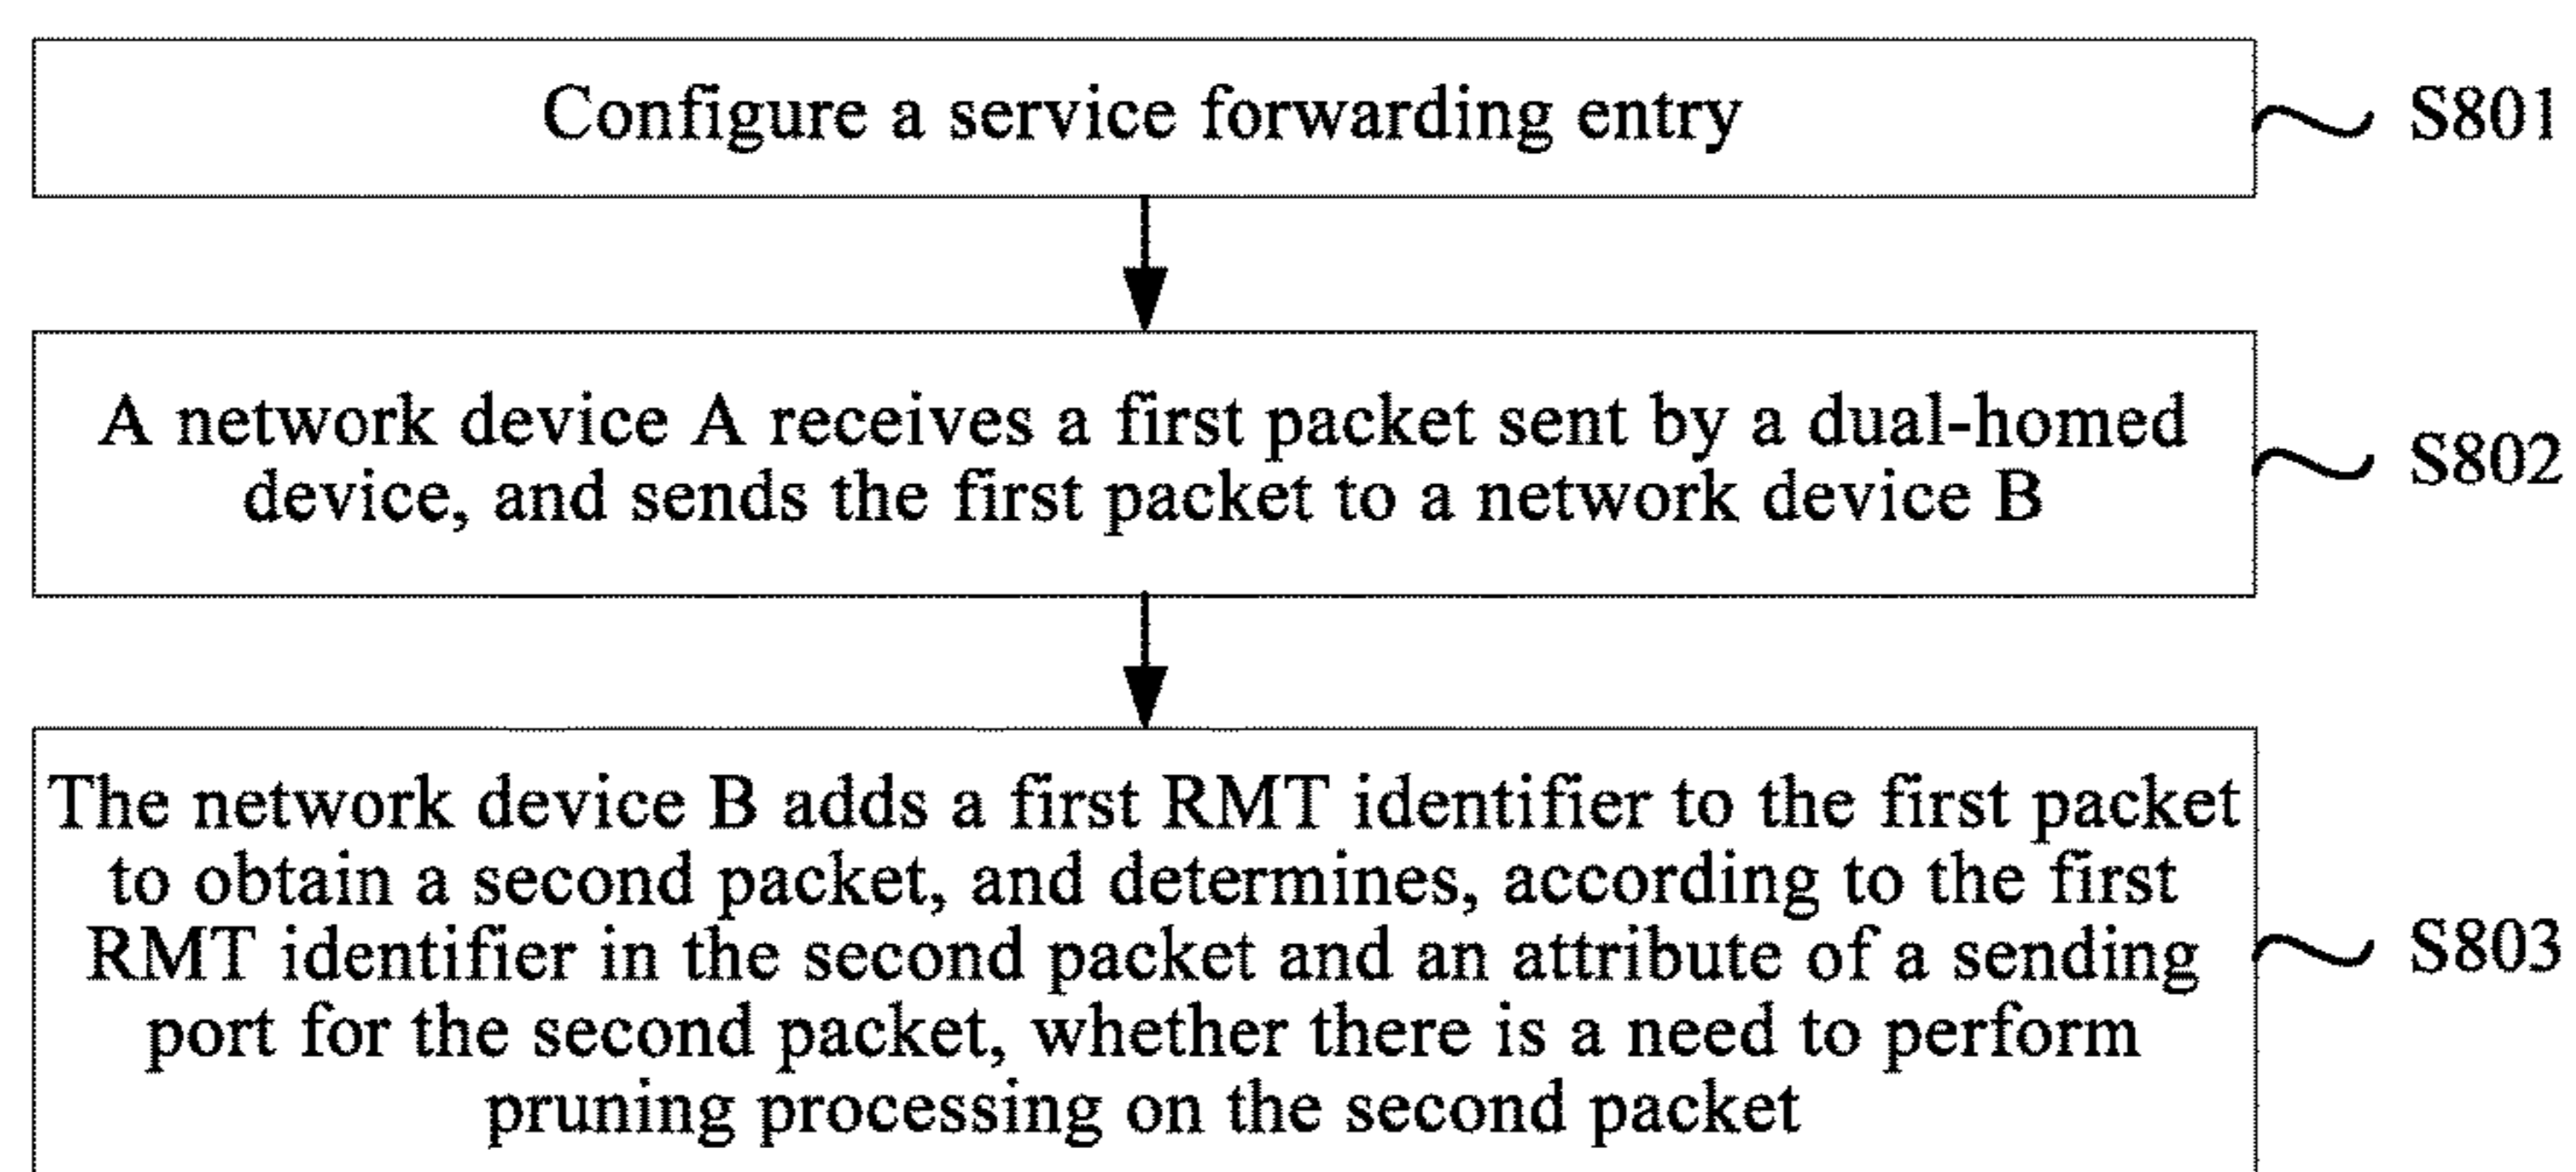 Configure a service forwarding entry
S801
A network device A receives a first packet sent by a dual-homed
device, and sends the first packet to a network device B
S802
The network device B adds a first RMT identifier to the first packet
to obtain a second packet, and determines, according to the first
RMT identifier in the second packet and an attribute of a sending
port for the second packet, whether there is a need to perform
pruning processing on the second packet
S803